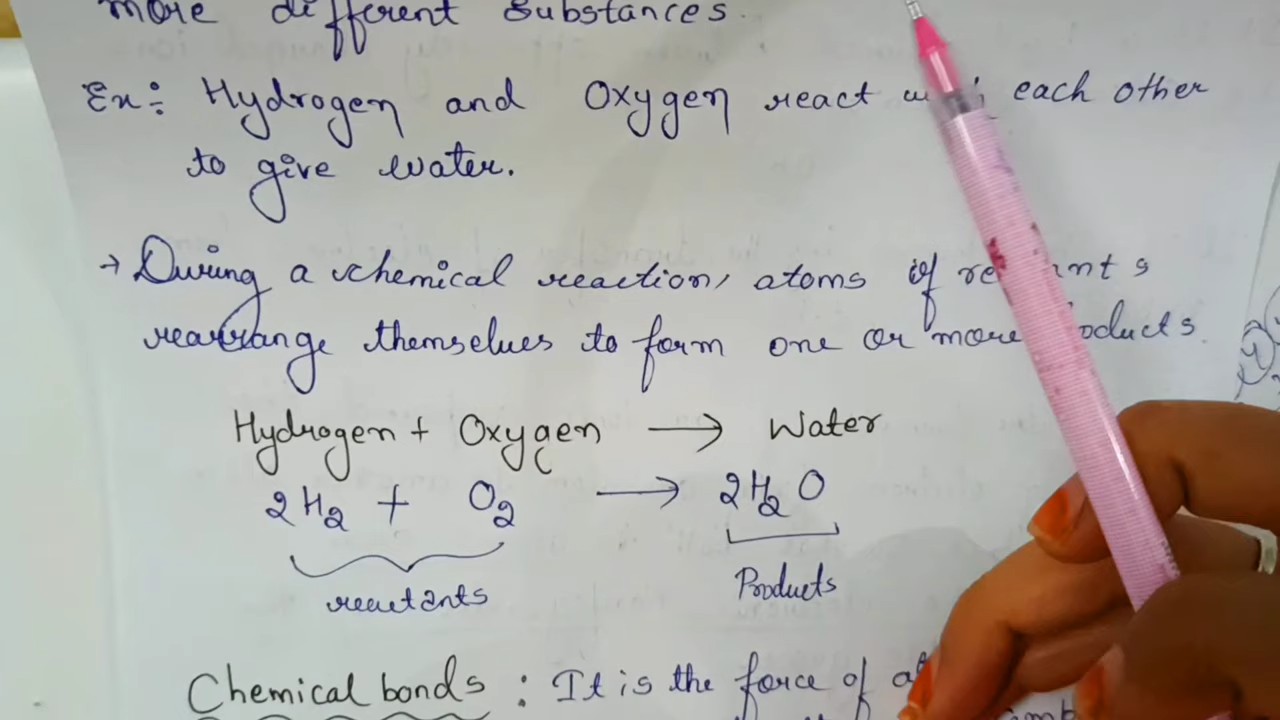 more different substances.
Ex:- Hydrogen and Oxygen react each other
to give water.
→ During a chemical reaction, atoms of
rearrange themselves to form one or more
Hydrogen + Oxygen → Water
2H₂ + O₂ → 2H₂O
reactants
Products
Chemical bonds : It is the force of